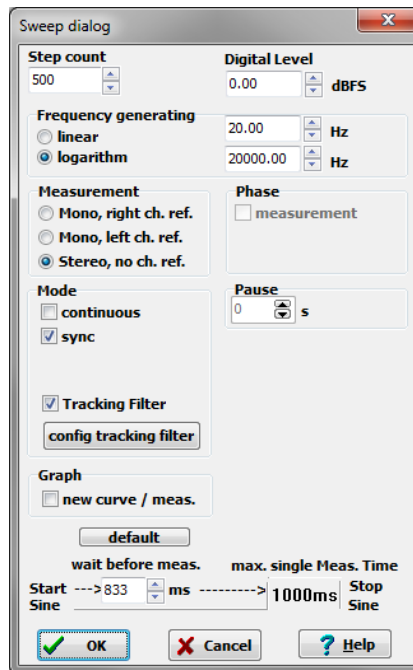 Sweep dialog
Step count
Digital Level
500
0.00 dBFS
Frequency generating
linear
20.00 Hz
logarithm
20000.00 Hz
Measurement
Phase
Mono, right ch. ref.
measurement
Mono, left ch. ref.
Stereo, no ch. ref.
Mode
Pause
continuous
0 s
sync
Tracking Filter
config tracking filter
Graph
new curve / meas.
default
wait before meas. max. single Meas. Time
Start Sine --->833 ms --------->1000ms Stop Sine
OK Cancel ? Help